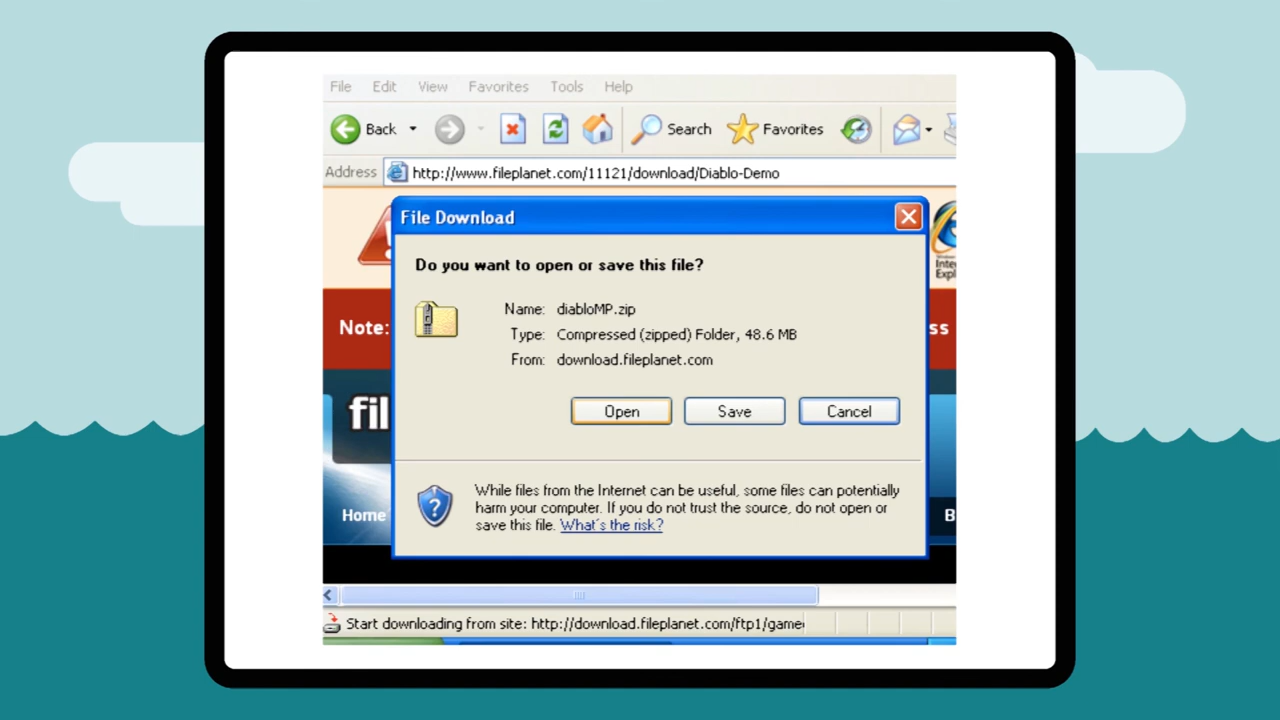 File Edit View Favorites Tools Help
Back Search Favorites
Address http://www.fileplanet.com/11121/download/Diablo-Demo
File Download
Do you want to open or save this file?
Name: diabloMP.zip
Type: Compressed (zipped) Folder, 48.6 MB
From: download.fileplanet.com
Note: ss
Open Save Cancel
fil
While files from the Internet can be useful, some files can potentially
harm your computer. If you do not trust the source, do not open or
save this file. What's the risk?
Home B
Start downloading from site: http://download.fileplanet.com/ftp1/game